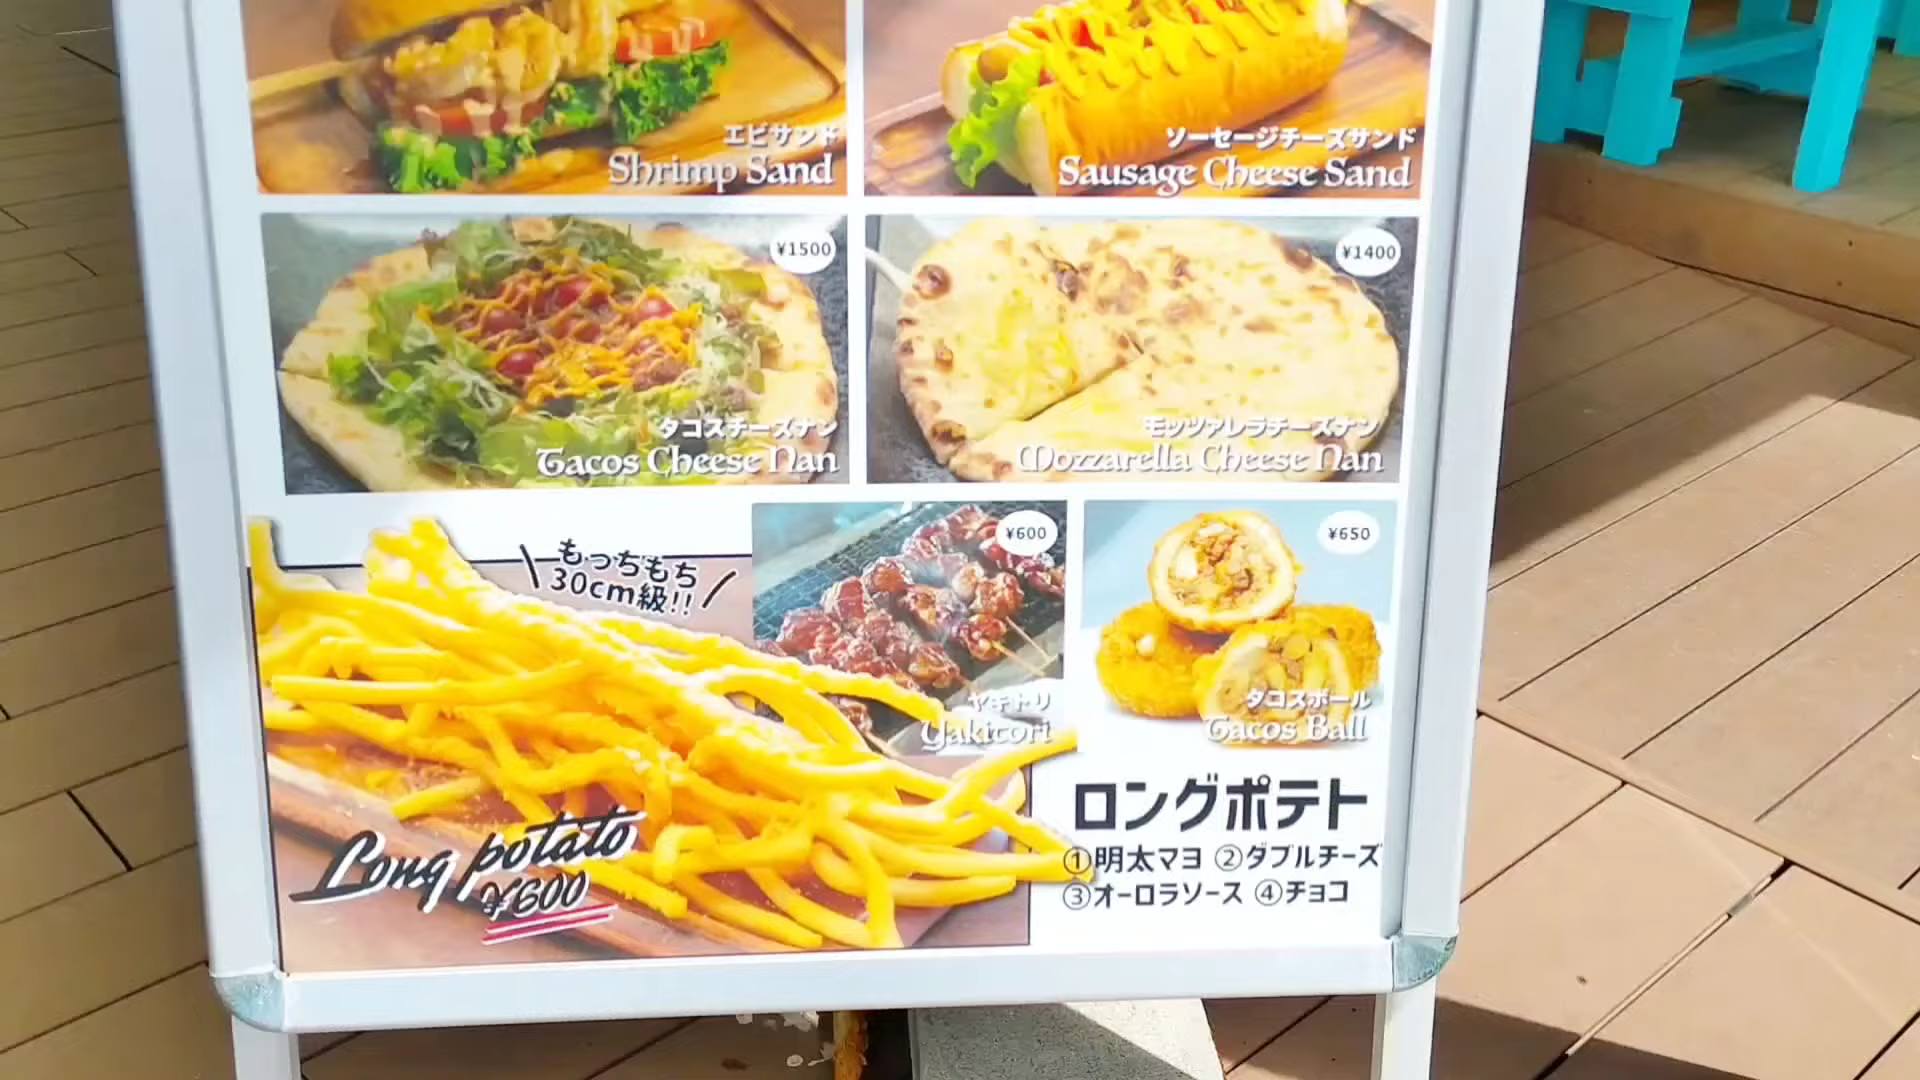 エビサンド
Shrimp Sand
ソーセージチーズサンド
Sausage Cheese Sand
¥1500
タコスチーズナン
Tacos Cheese Nan
¥1400
モッツァレラチーズナン
Mozzarella Cheese Nan
もっちもち
30cm級!!
Long potato
¥600
¥600
ヤキトリ
Yakitori
¥650
タコスボール
Tacos Ball
ロングポテト
①明太マヨ ②ダブルチーズ
③オーロラソース ④チョコ